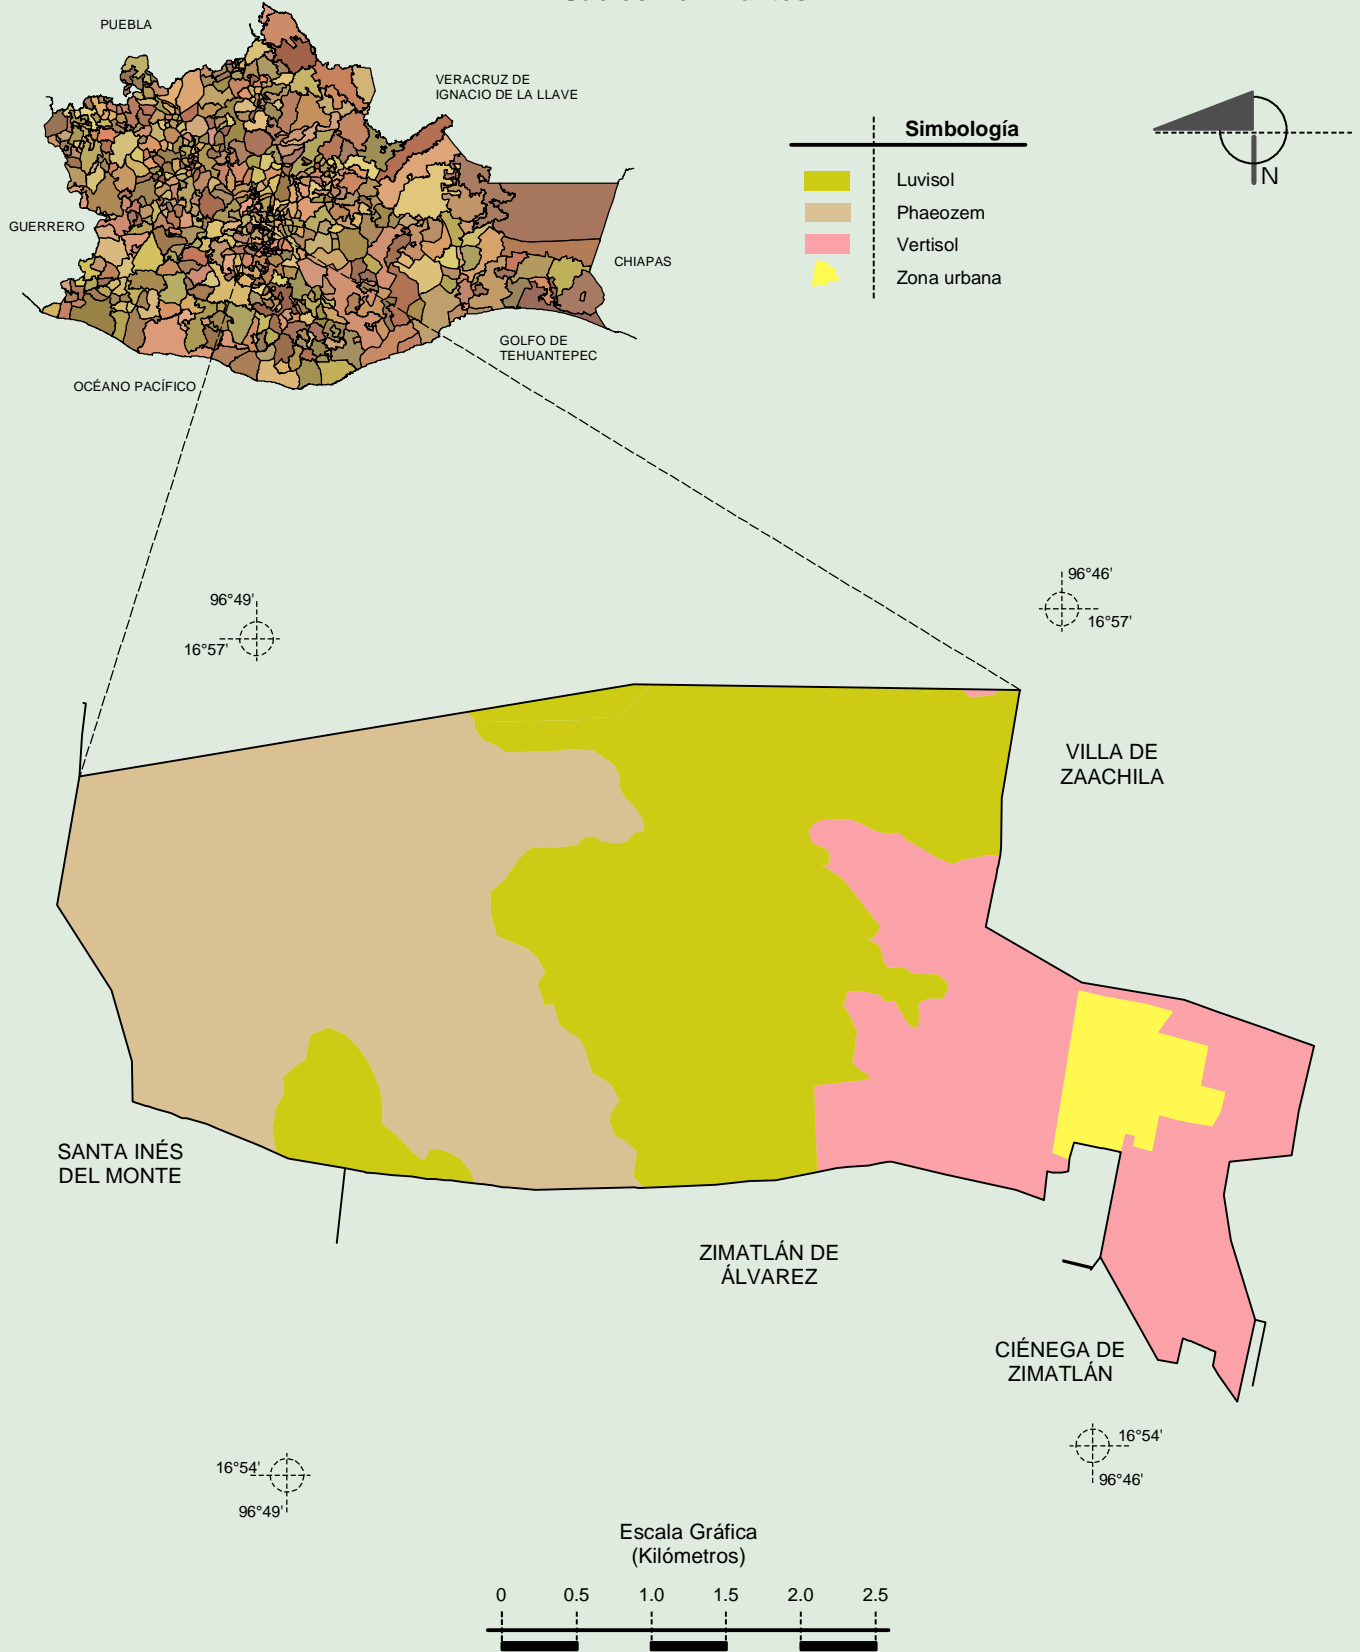 PUEBLA
VERACRUZ DE
IGNACIO DE LA LLAVE
GUERRERO
CHIAPAS
GOLFO DE
TEHUANTEPEC
OCÉANO PACÍFICO
Simbología
Luvisol
Phaeozem
Vertisol
Zona urbana
N
96°49'
16°57'
96°46'
16°57'
VILLA DE
ZAACHILA
SANTA INÉS
DEL MONTE
ZIMATLÁN DE
ÁLVAREZ
CIÉNEGA DE
ZIMATLÁN
16°54'
96°49'
16°54'
96°46'
Escala Gráfica
(Kilómetros)
0 0.5 1.0 1.5 2.0 2.5